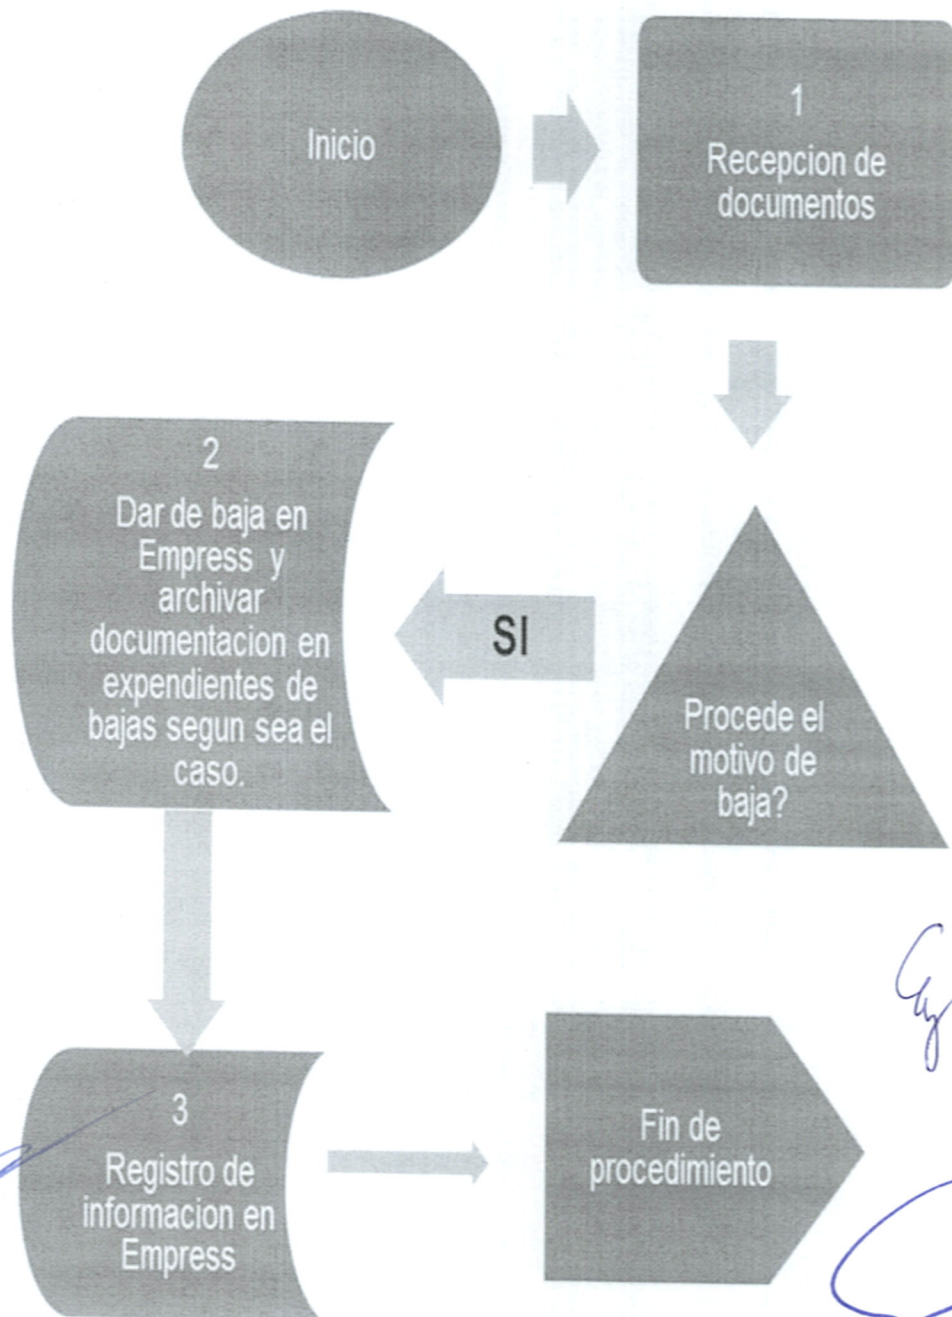 Inicio
1
Recepcion de
documentos
Procede el
motivo de
baja?
SI
2
Dar de baja en
Empress y
archivar
documentacion en
expendientes de
bajas segun sea el
caso.
3
Registro de
informacion en
Empress
Fin de
procedimiento